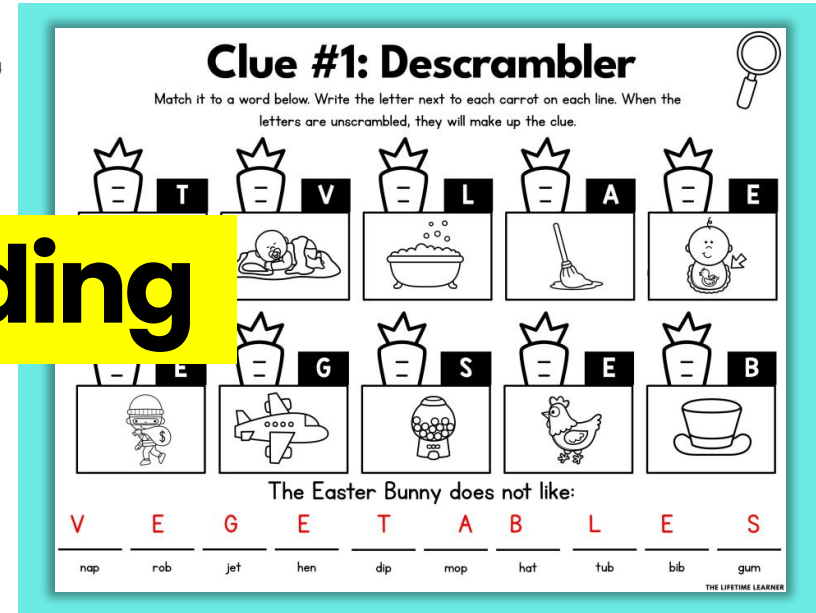 Clue #1: Descrambler
Match it to a word below. Write the letter next to each carrot on each line. When the
letters are unscrambled, they will make up the clue.
T V L A E
ding
E G S E B
$
The Easter Bunny does not like:
V E G E T A B L E S
nap rob jet hen dip mop hat tub bib gum
THE LIFETIME LEARNER